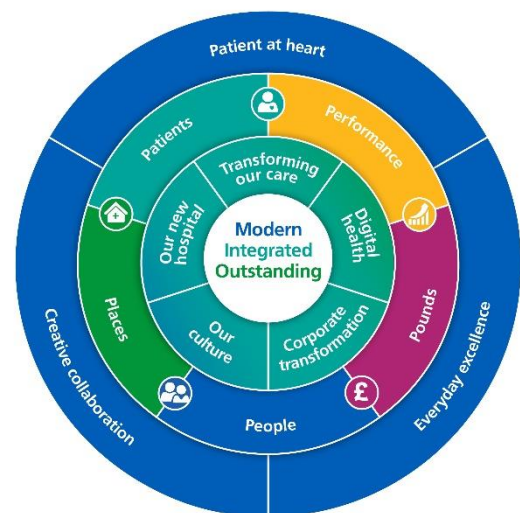 Patient at heart
Everyday excellence
Creative collaboration
Patients
Performance
Pounds
£
People
Places
Transforming
our care
Digital
health
Corporate
transformation
Our
culture
Our new
hospital
Modern
Integrated
Outstanding